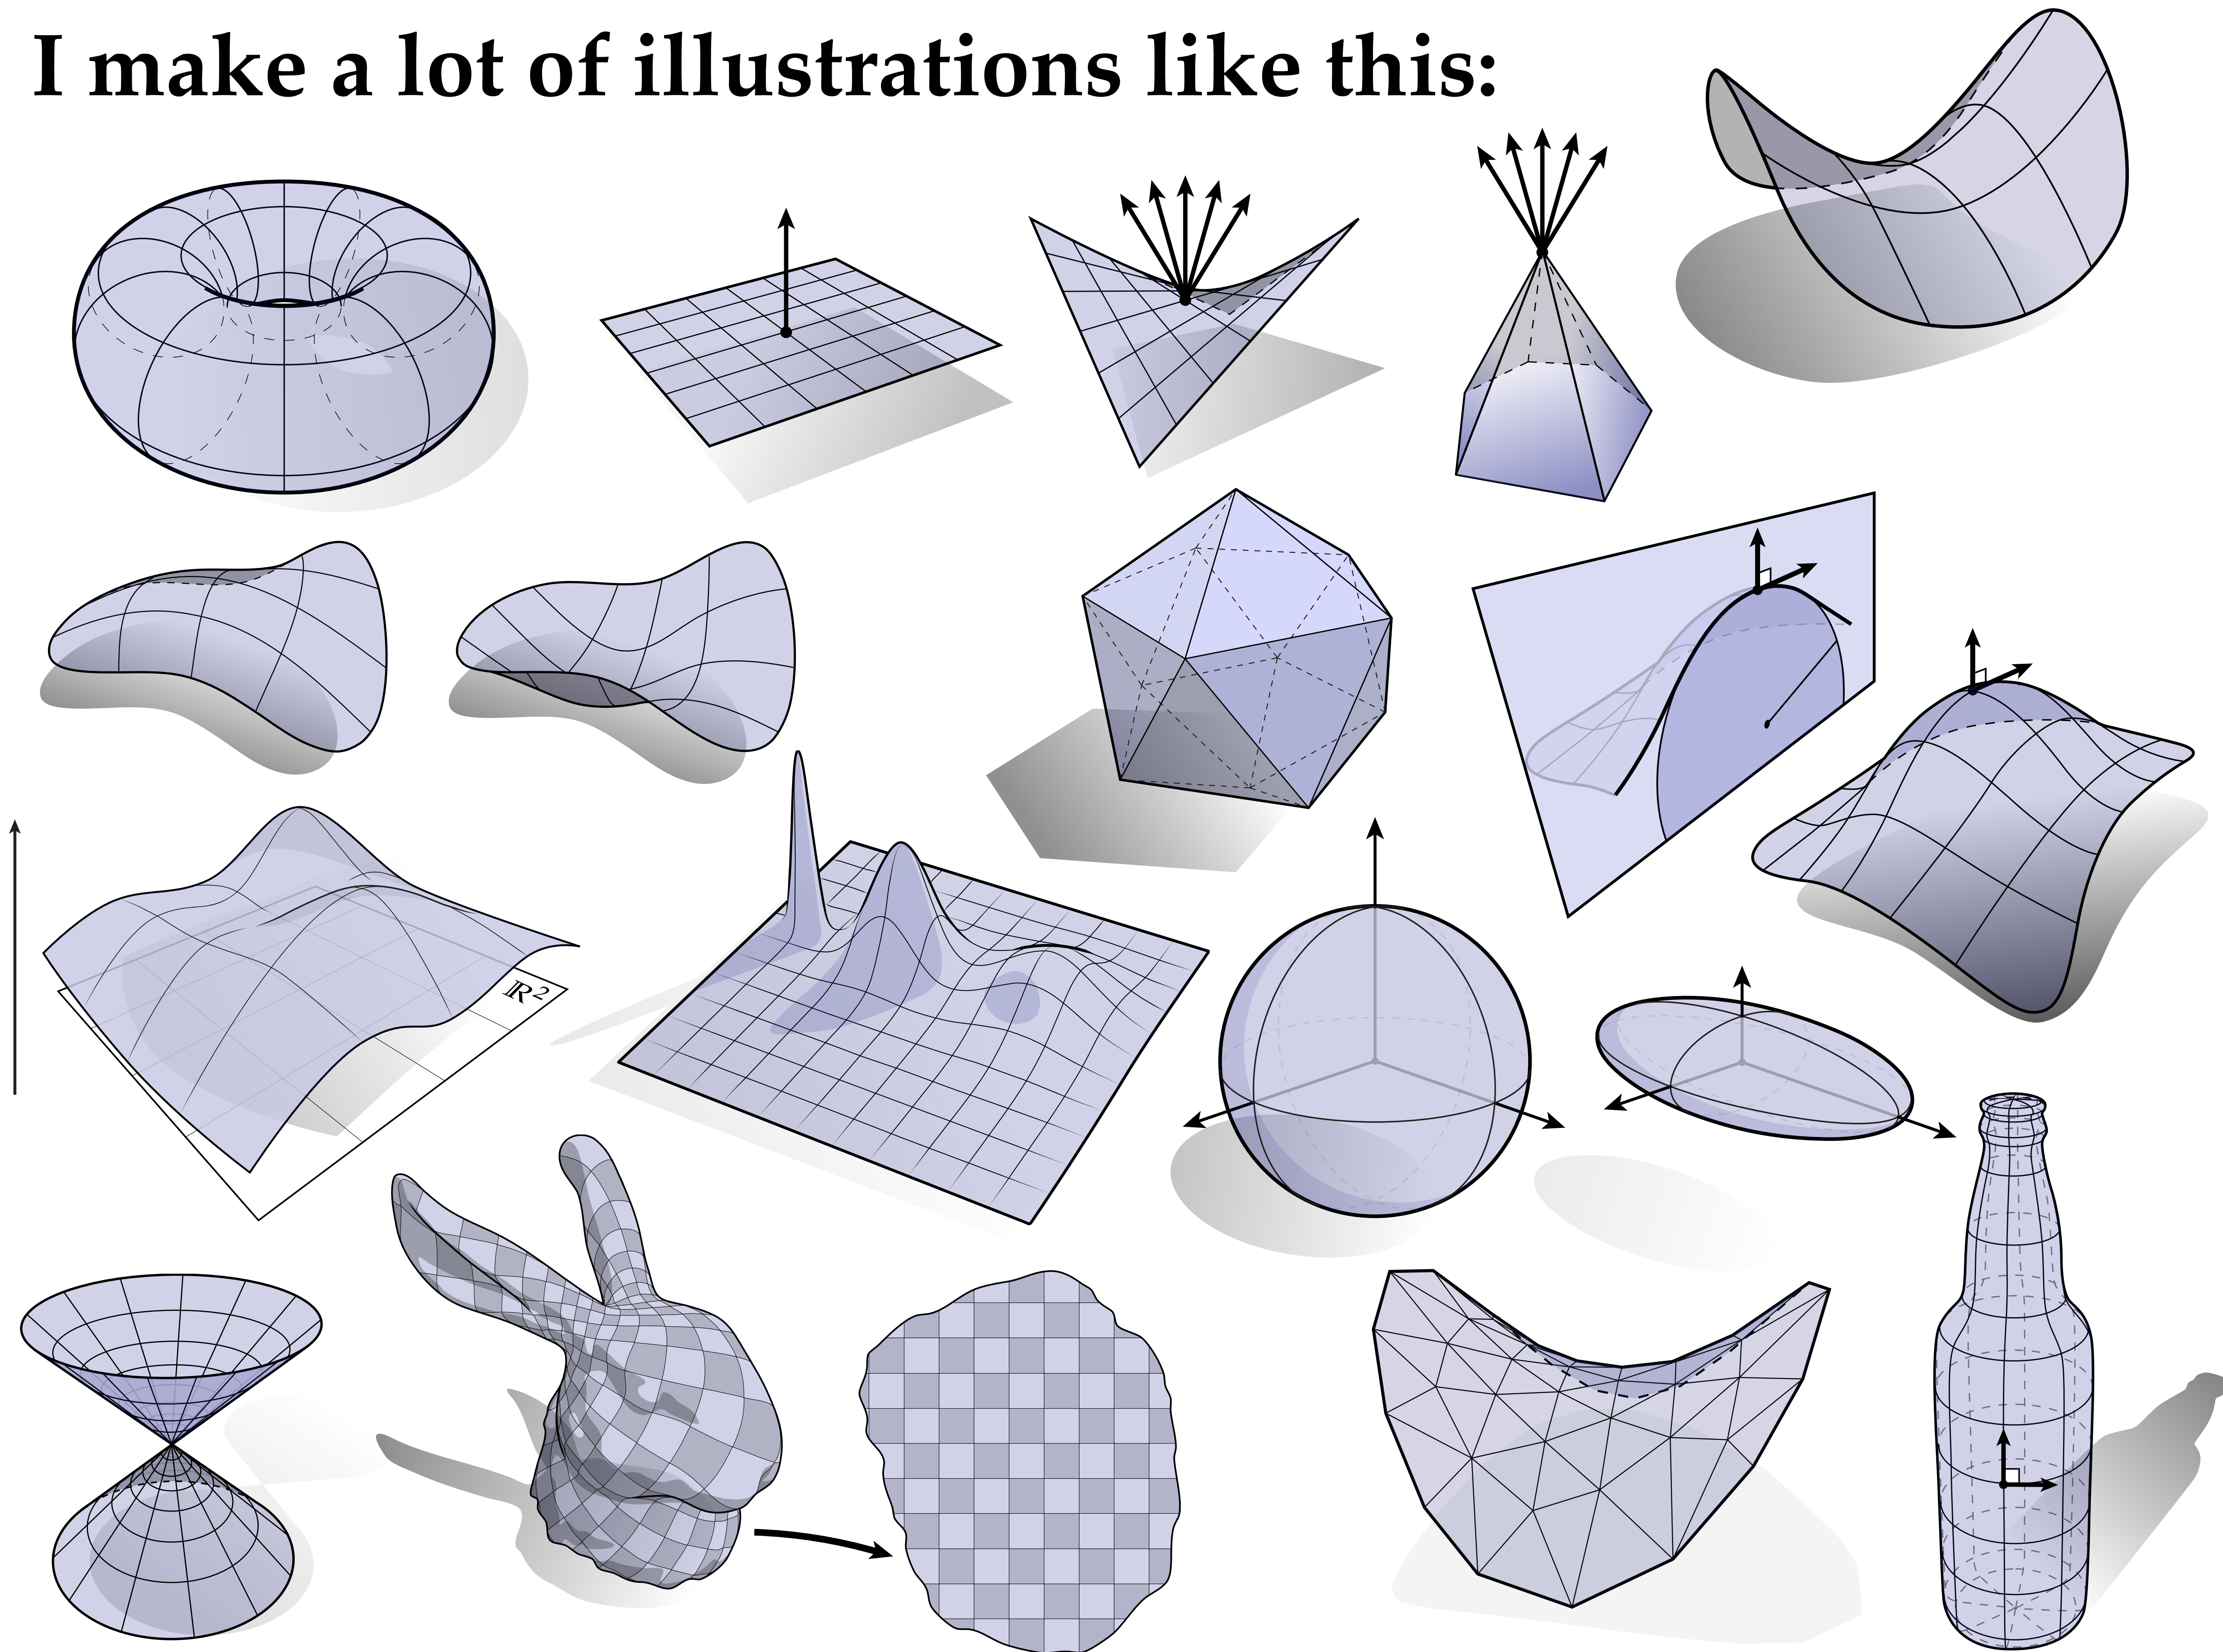 I make a lot of illustrations like this:
ℝ²